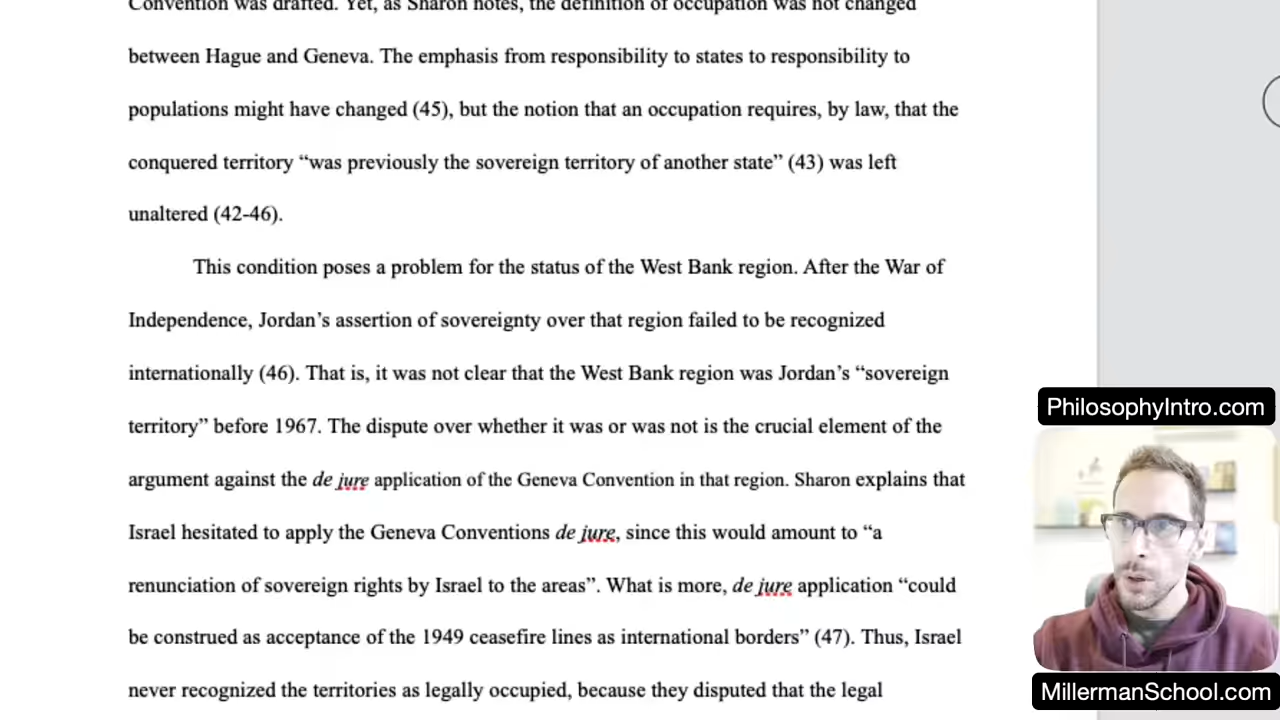 Convention was drafted. Yet, as Sharon notes, the definition of occupation was not changed
between Hague and Geneva. The emphasis from responsibility to states to responsibility to
populations might have changed (45), but the notion that an occupation requires, by law, that the
conquered territory “was previously the sovereign territory of another state” (43) was left
unaltered (42-46).
This condition poses a problem for the status of the West Bank region. After the War of
Independence, Jordan’s assertion of sovereignty over that region failed to be recognized
internationally (46). That is, it was not clear that the West Bank region was Jordan’s “sovereign
territory” before 1967. The dispute over whether it was or was not is the crucial element of the
argument against the de jure application of the Geneva Convention in that region. Sharon explains that
Israel hesitated to apply the Geneva Conventions de jure, since this would amount to “a
renunciation of sovereign rights by Israel to the areas”. What is more, de jure application “could
be construed as acceptance of the 1949 ceasefire lines as international borders” (47). Thus, Israel
never recognized the territories as legally occupied, because they disputed that the legal
PhilosophyIntro.com
MillermanSchool.com